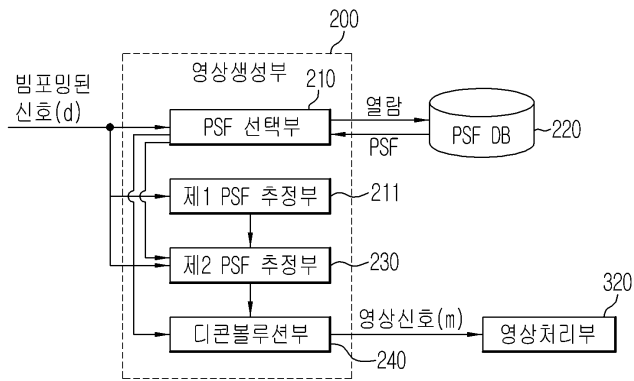 200
영상생성부
빔포밍된
신호(d)
210
PSF 선택부
열람
PSF
PSF DB
220
제1 PSF 추정부
211
제2 PSF 추정부
230
디콘볼루션부
240
영상신호(m)
320
영상처리부